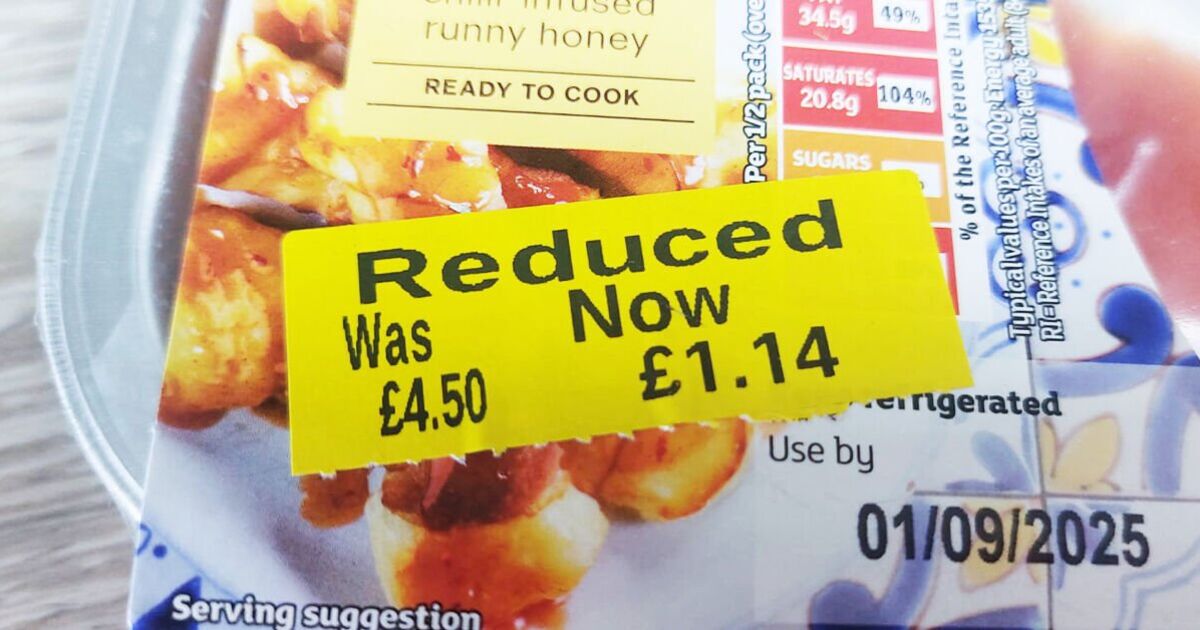 runny honey
READY TO COOK
Per 1/2 pack
34.5g 49%
SATURATES
20.8g 104%
SUGARS
% of the Reference
Typical values per 100g: Energy
RI= Reference Intakes of an average adult
Reduced
Was
£4.50
Now
£1.14
Use by
01/09/2025
Serving suggestion